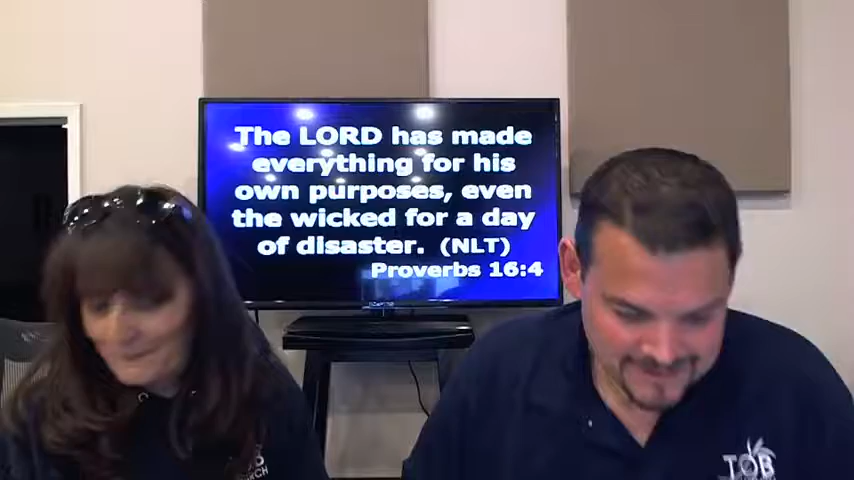 The LORD has made
everything for his
own purposes, even
the wicked for a day
of disaster. (NLT)
Proverbs 16:4
TOB